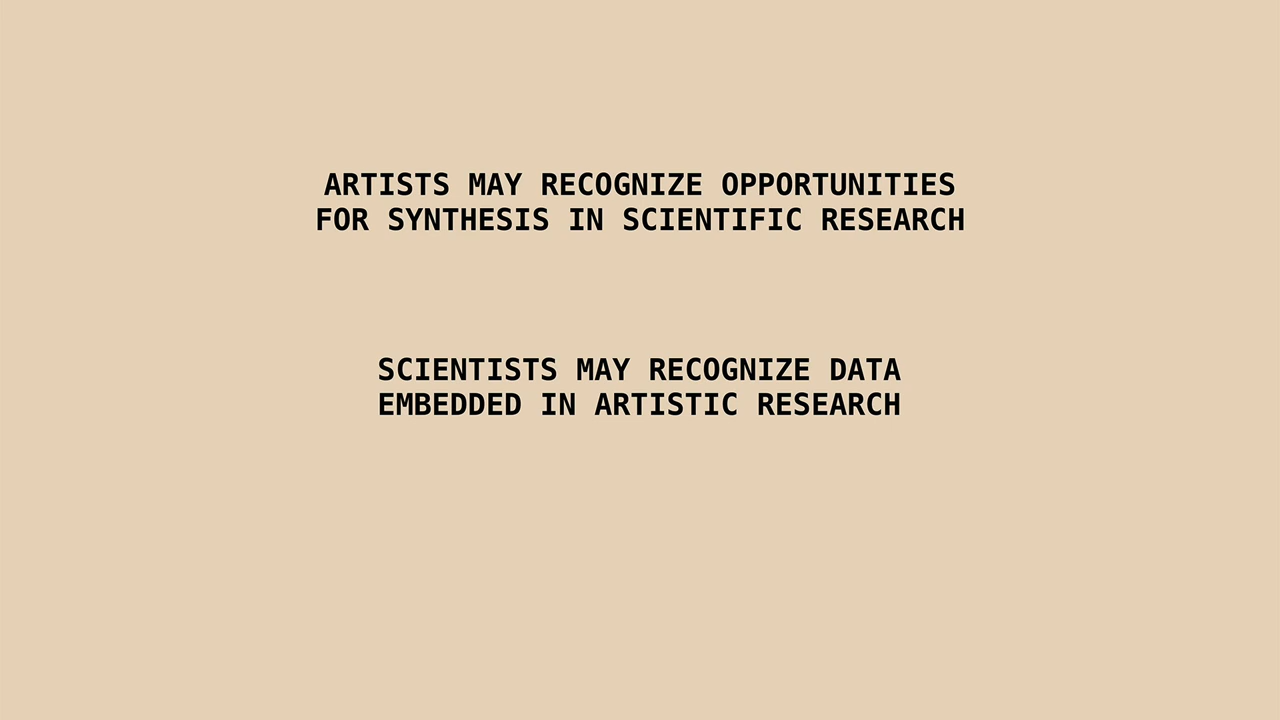 ARTISTS MAY RECOGNIZE OPPORTUNITIES
FOR SYNTHESIS IN SCIENTIFIC RESEARCH
SCIENTISTS MAY RECOGNIZE DATA
EMBEDDED IN ARTISTIC RESEARCH